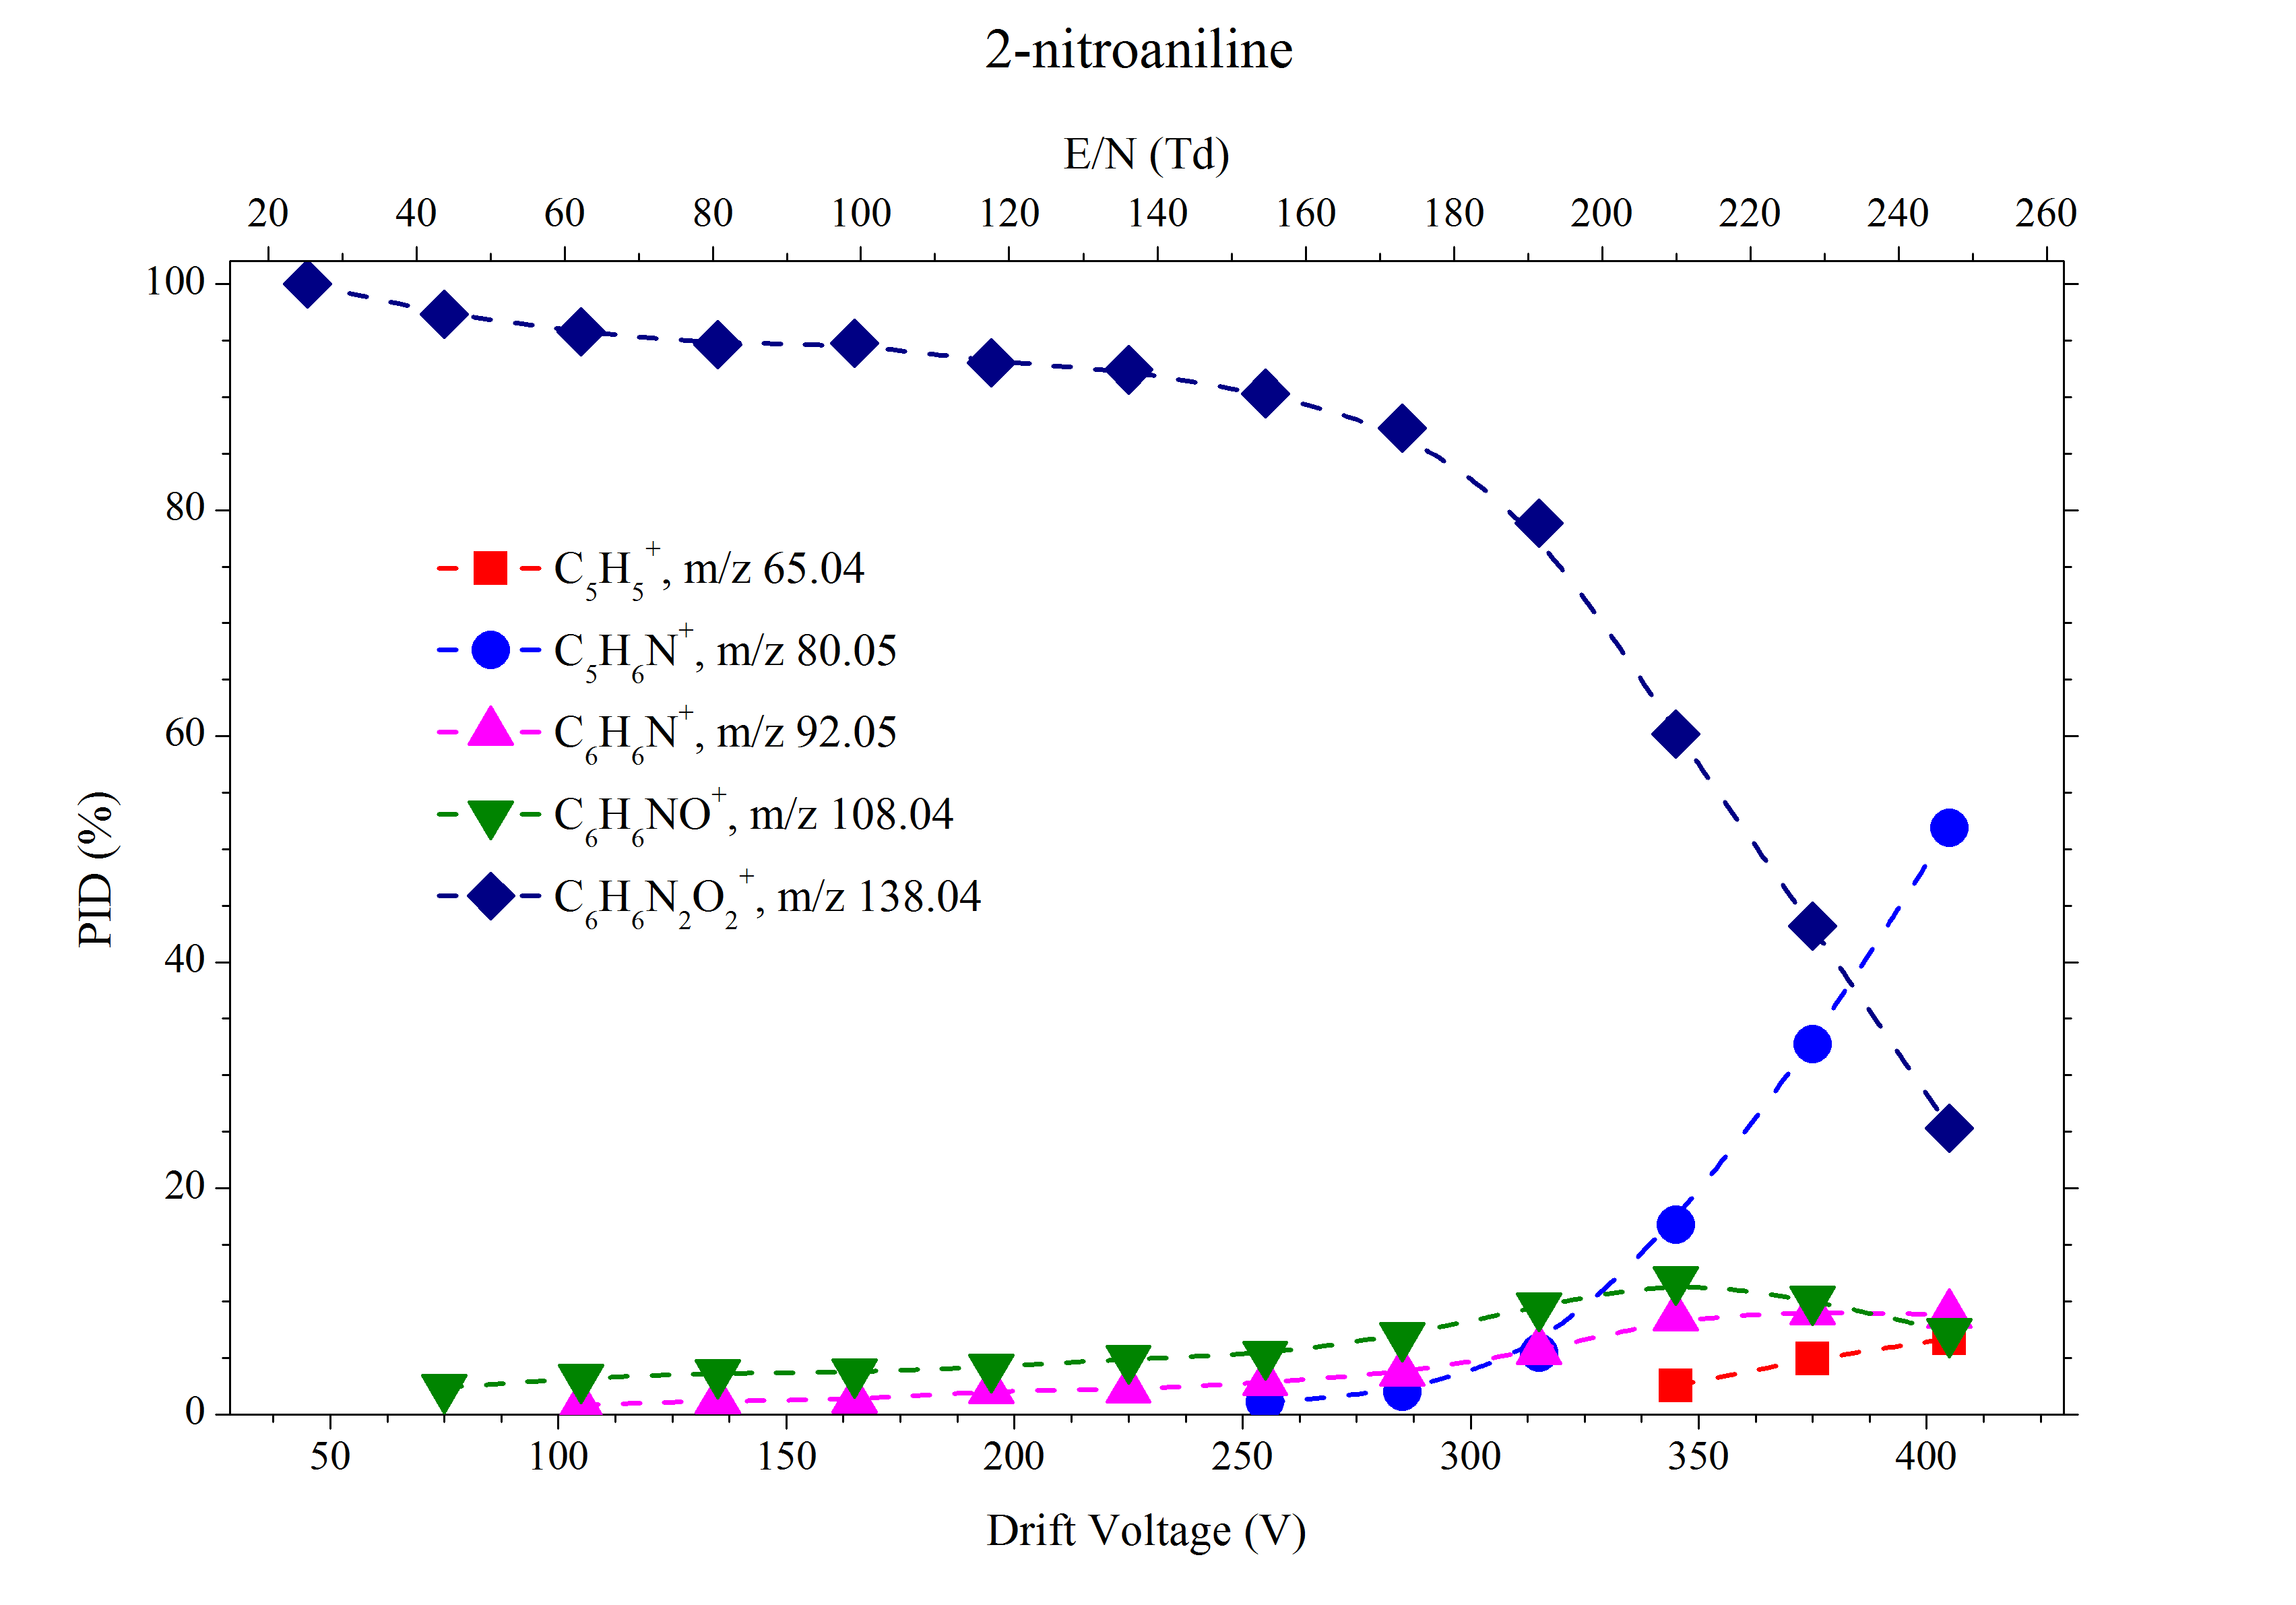 2-nitroaniline
E/N (Td)
20 40 60 80 100 120 140 160 180 200 220 240 260
100
80
60
40
20
0
PID (%)
C₅H₅⁺, m/z 65.04
C₅H₆N⁺, m/z 80.05
C₆H₆N⁺, m/z 92.05
C₆H₆NO⁺, m/z 108.04
C₆H₆N₂O₂⁺, m/z 138.04
50 100 150 200 250 300 350 400
Drift Voltage (V)